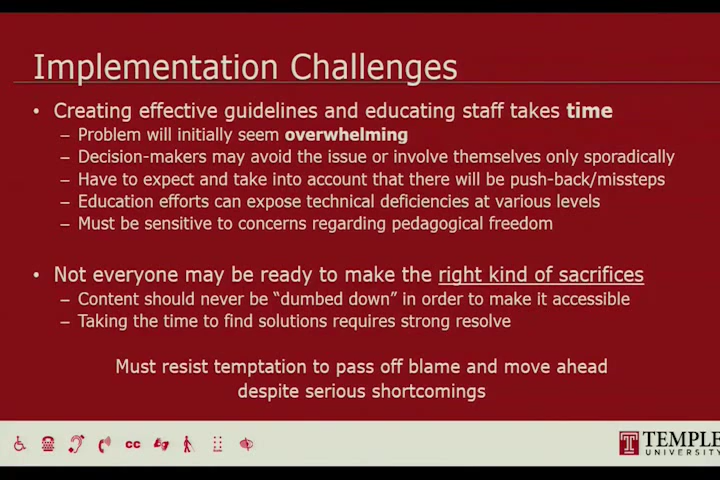 Implementation Challenges
• Creating effective guidelines and educating staff takes time
– Problem will initially seem overwhelming
– Decision-makers may avoid the issue or involve themselves only sporadically
– Have to expect and take into account that there will be push-back/missteps
– Education efforts can expose technical deficiencies at various levels
– Must be sensitive to concerns regarding pedagogical freedom
• Not everyone may be ready to make the right kind of sacrifices
– Content should never be “dumbed down” in order to make it accessible
– Taking the time to find solutions requires strong resolve
Must resist temptation to pass off blame and move ahead
despite serious shortcomings
CC
T TEMPLE
UNIVERSITY